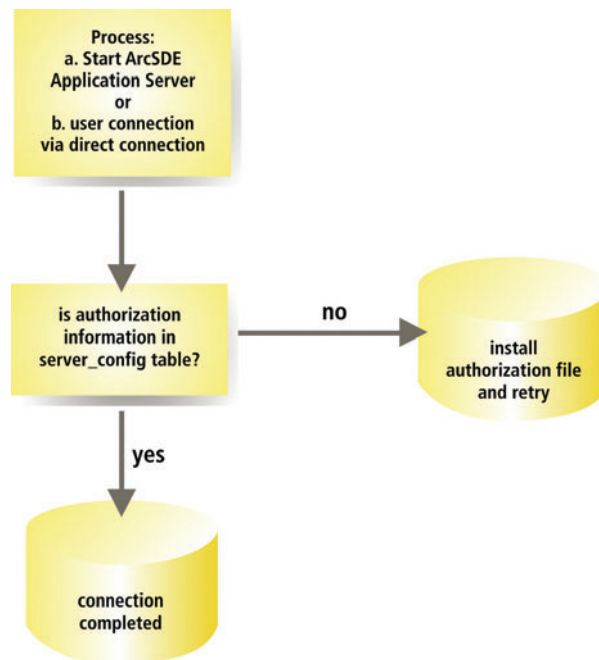 Process:
a. Start ArcSDE
Application Server
or
b. user connection
via direct connection
is authorization
information in
server_config table?
no
install
authorization file
and retry
yes
connection
completed